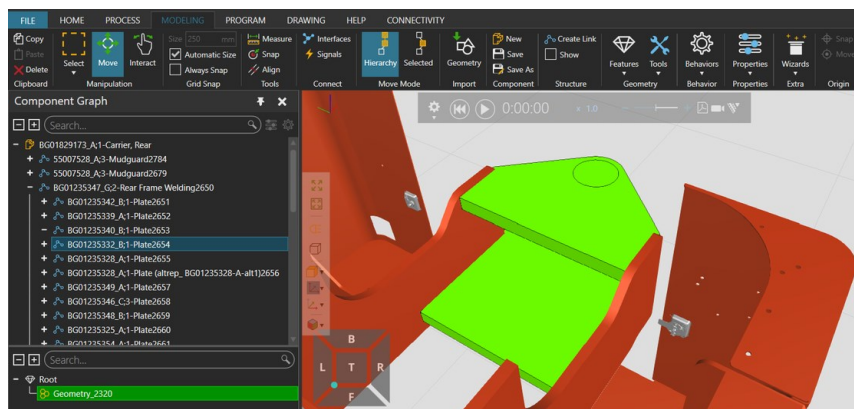 FILE HOME PROCESS MODELING PROGRAM DRAWING HELP CONNECTIVITY
Copy
Paste
Delete
Clipboard
Select
Move
Interact
Manipulation
Size 250 mm
Automatic Size
Always Snap
Grid Snap
Measure
Snap
Align
Tools
Interfaces
Signals
Connect
Hierarchy
Selected
Move Mode
Geometry
Import
New
Save
Save As
Component
Create Link
Show
Structure
Features
Tools
Geometry
Behaviors
Behavior
Properties
Properties
Wizards
Extra
Snap
Move
Origin
Component Graph
Search...
BG01829173_A;1-Carrier, Rear
55007528_A;3-Mudguard2784
55007528_A;3-Mudguard2679
BG01235347_G;2-Rear Frame Welding2650
BG01235342_B;1-Plate2651
BG01235339_A;1-Plate2652
BG01235340_B;1-Plate2653
BG01235332_B;1-Plate2654
BG01235328_A;1-Plate2655
BG01235328_A;1-Plate (altrep_ BG01235328-A-alt1)2656
BG01235349_A;1-Plate2657
BG01235346_C;3-Plate2658
BG01235348_B;1-Plate2659
BG01235325_A;1-Plate2660
BG01235354_A;1-Plate2661
Search...
Root
Geometry_2320
0:00:00
x 1.0
B
L T R
F